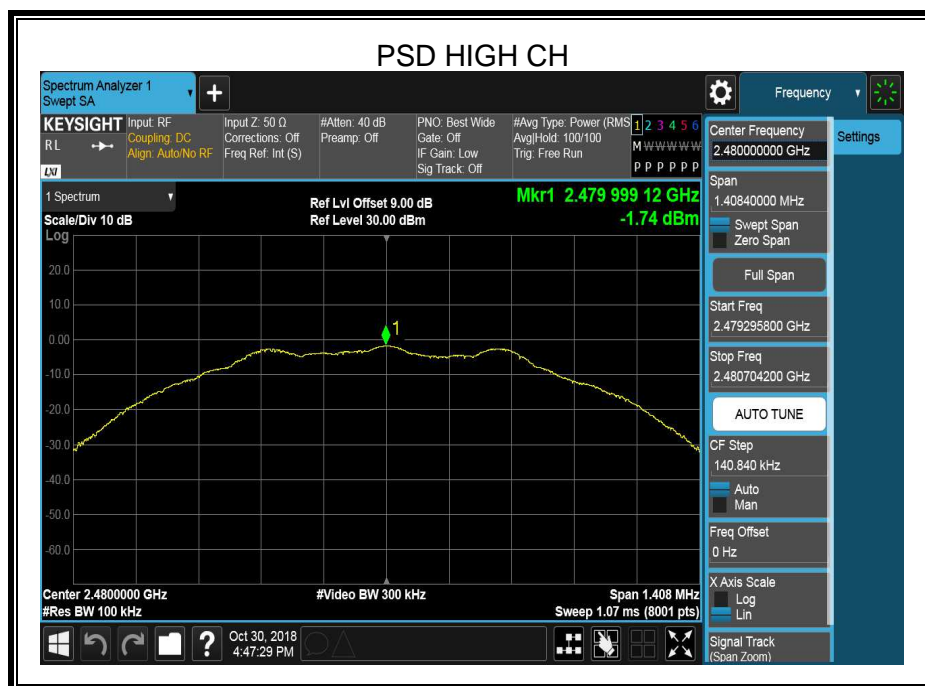 PSD HIGH CH
Spectrum Analyzer 1
Swept SA
+
Frequency
KEYSIGHT
RL
LXI
Input: RF
Coupling: DC
Align: Auto/No RF
Input Z: 50 Ω
Corrections: Off
Freq Ref: Int (S)
#Atten: 40 dB
Preamp: Off
PNO: Best Wide
Gate: Off
IF Gain: Low
Sig Track: Off
#Avg Type: Power (RMS
Avg|Hold: 100/100
Trig: Free Run
1 2 3 4 5 6
M W W W W W
P P P P P P
1 Spectrum
Scale/Div 10 dB
Log
Ref Lvl Offset 9.00 dB
Ref Level 30.00 dBm
Mkr1 2.479 999 12 GHz
-1.74 dBm
20.0
10.0
0.00
-10.0
-20.0
-30.0
-40.0
-50.0
-60.0
1
Center 2.4800000 GHz
#Res BW 100 kHz
#Video BW 300 kHz
Span 1.408 MHz
Sweep 1.07 ms (8001 pts)
?
Oct 30, 2018
4:47:29 PM
Center Frequency
2.480000000 GHz
Settings
Span
1.40840000 MHz
Swept Span
Zero Span
Full Span
Start Freq
2.479295800 GHz
Stop Freq
2.480704200 GHz
AUTO TUNE
CF Step
140.840 kHz
Auto
Man
Freq Offset
0 Hz
X Axis Scale
Log
Lin
Signal Track
(Span Zoom)